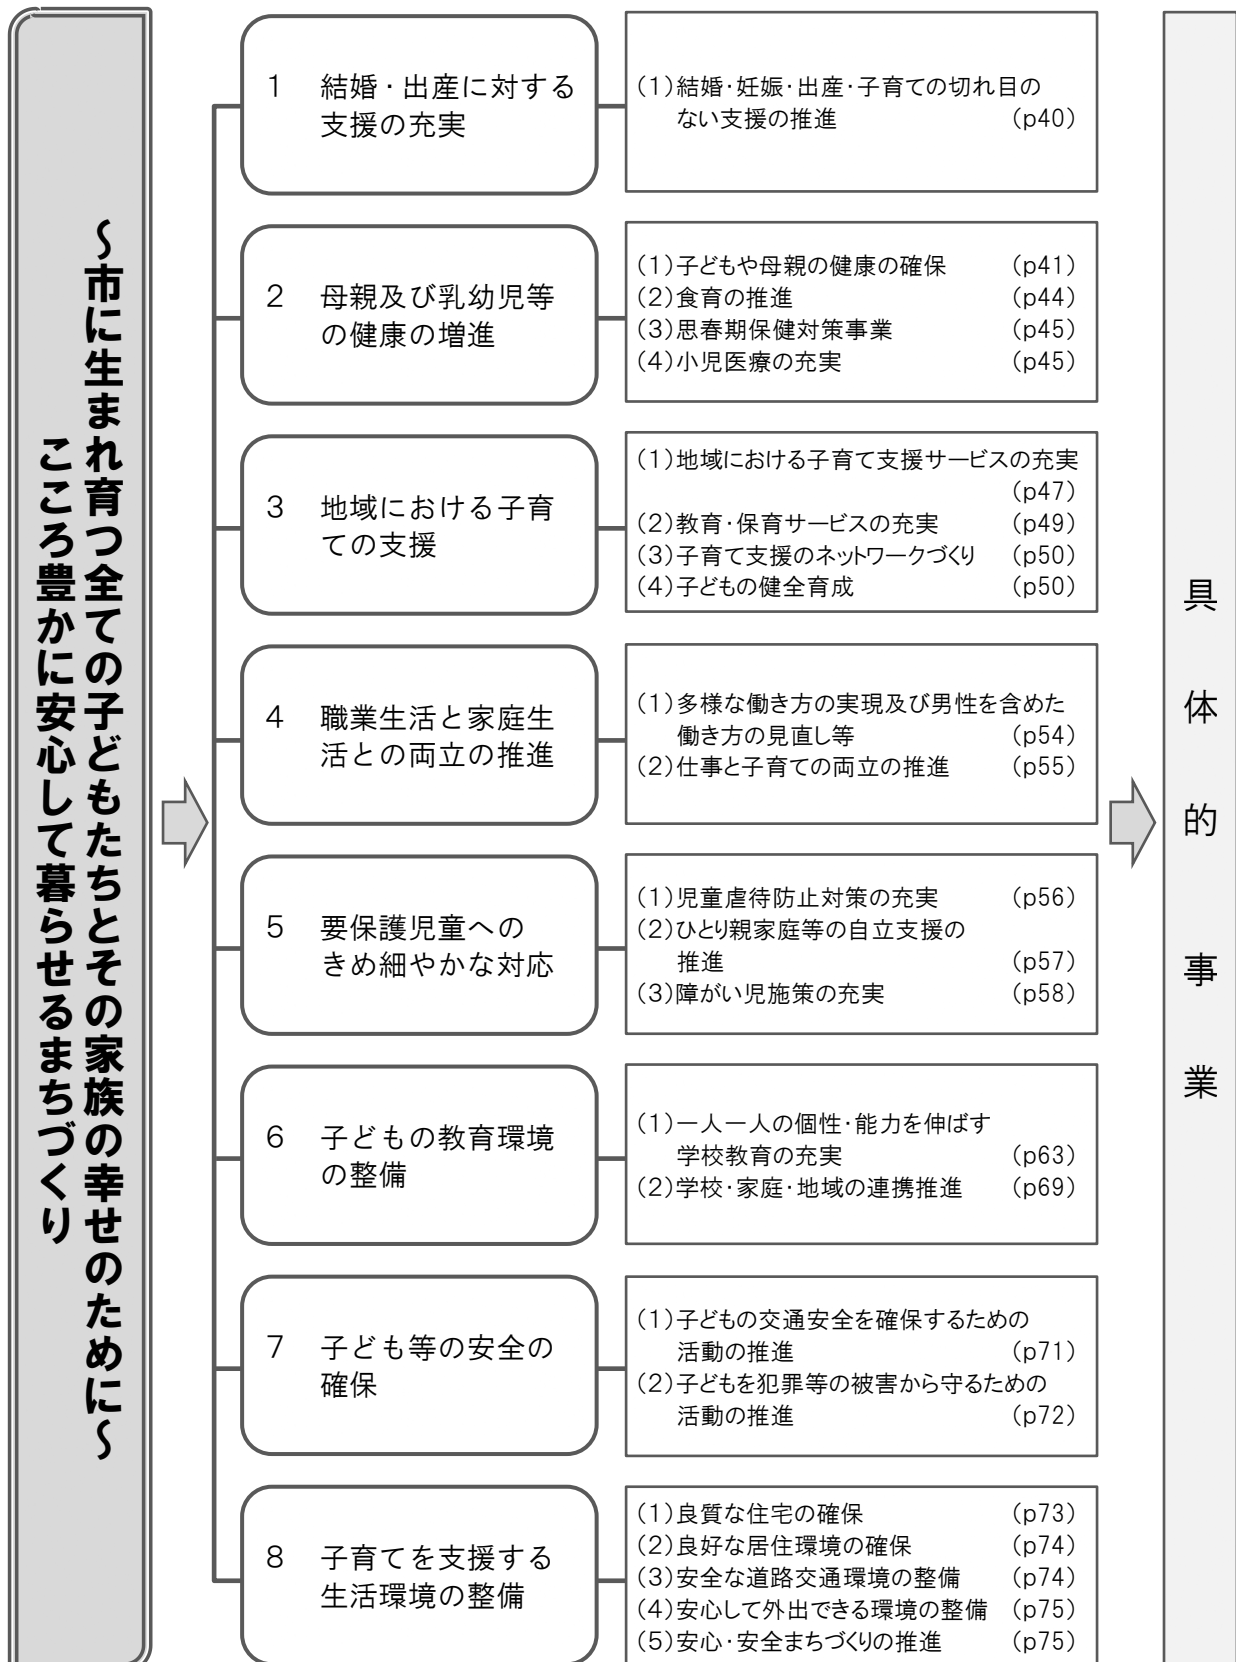 ～市に生まれ育つ全ての子どもたちとその家族の幸せのために～
こころ豊かに安心して暮らせるまちづくり
1 結婚・出産に対する
支援の充実
(1)結婚・妊娠・出産・子育ての切れ目の
ない支援の推進 (p40)
2 母親及び乳幼児等
の健康の増進
(1)子どもや母親の健康の確保 (p41)
(2)食育の推進 (p44)
(3)思春期保健対策事業 (p45)
(4)小児医療の充実 (p45)
3 地域における子育
ての支援
(1)地域における子育て支援サービスの充実
(p47)
(2)教育・保育サービスの充実 (p49)
(3)子育て支援のネットワークづくり (p50)
(4)子どもの健全育成 (p50)
4 職業生活と家庭生
活との両立の推進
(1)多様な働き方の実現及び男性を含めた
働き方の見直し等 (p54)
(2)仕事と子育ての両立の推進 (p55)
5 要保護児童への
きめ細やかな対応
(1)児童虐待防止対策の充実 (p56)
(2)ひとり親家庭等の自立支援の
推進 (p57)
(3)障がい児施策の充実 (p58)
6 子どもの教育環境
の整備
(1)一人一人の個性・能力を伸ばす
学校教育の充実 (p63)
(2)学校・家庭・地域の連携推進 (p69)
7 子ども等の安全の
確保
(1)子どもの交通安全を確保するための
活動の推進 (p71)
(2)子どもを犯罪等の被害から守るための
活動の推進 (p72)
8 子育てを支援する
生活環境の整備
(1)良質な住宅の確保 (p73)
(2)良好な居住環境の確保 (p74)
(3)安全な道路交通環境の整備 (p74)
(4)安心して外出できる環境の整備 (p75)
(5)安心・安全まちづくりの推進 (p75)
具体的事業